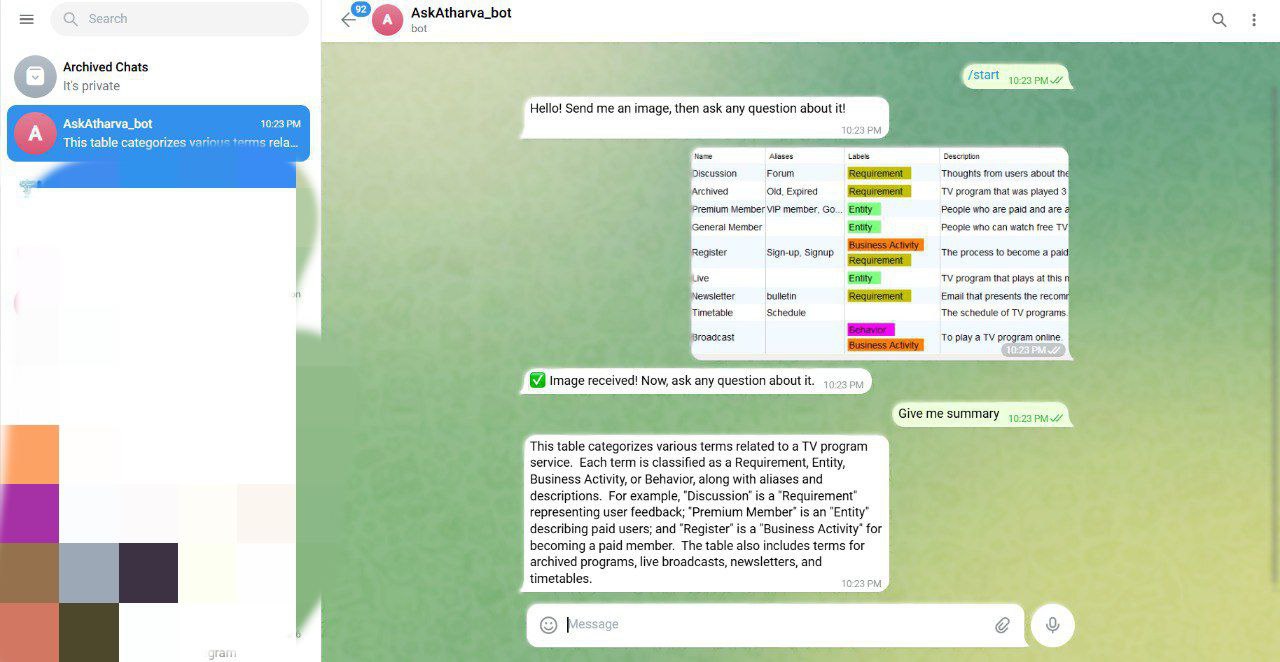 Search
Archived Chats
It's private
A
AskAtharva_bot
10:23 PM
This table categorizes various terms rela...
on
6
gram
92
A
AskAtharva_bot
bot
/start
10:23 PM
Hello! Send me an image, then ask any question about it!
10:23 PM
Name Aliases Labels Description
Discussion Forum Requirement Thoughts from users about the
Archived Old, Expired Requirement TV program that was played 3
Premium Member VIP member, Go... Entity People who are paid and are a
General Member Entity People who can watch free TV
Business Activity
Register Sign-up, Signup The process to become a paid
Requirement
Live Entity TV program that plays at this
Newsletter bulletin Requirement Email that presents the
Timetable Schedule The schedule of TV programs.
Behavior
Broadcast To play a TV program online.
Business Activity
10:23 PM
✅ Image received! Now, ask any question about it.
10:23 PM
Give me summary
10:23 PM
This table categorizes various terms related to a TV program
service. Each term is classified as a Requirement, Entity,
Business Activity, or Behavior, along with aliases and
descriptions. For example, "Discussion" is a "Requirement"
representing user feedback; "Premium Member" is an "Entity"
describing paid users; and "Register" is a "Business Activity" for
becoming a paid member. The table also includes terms for
archived programs, live broadcasts, newsletters, and
timetables.
10:23 PM
Message